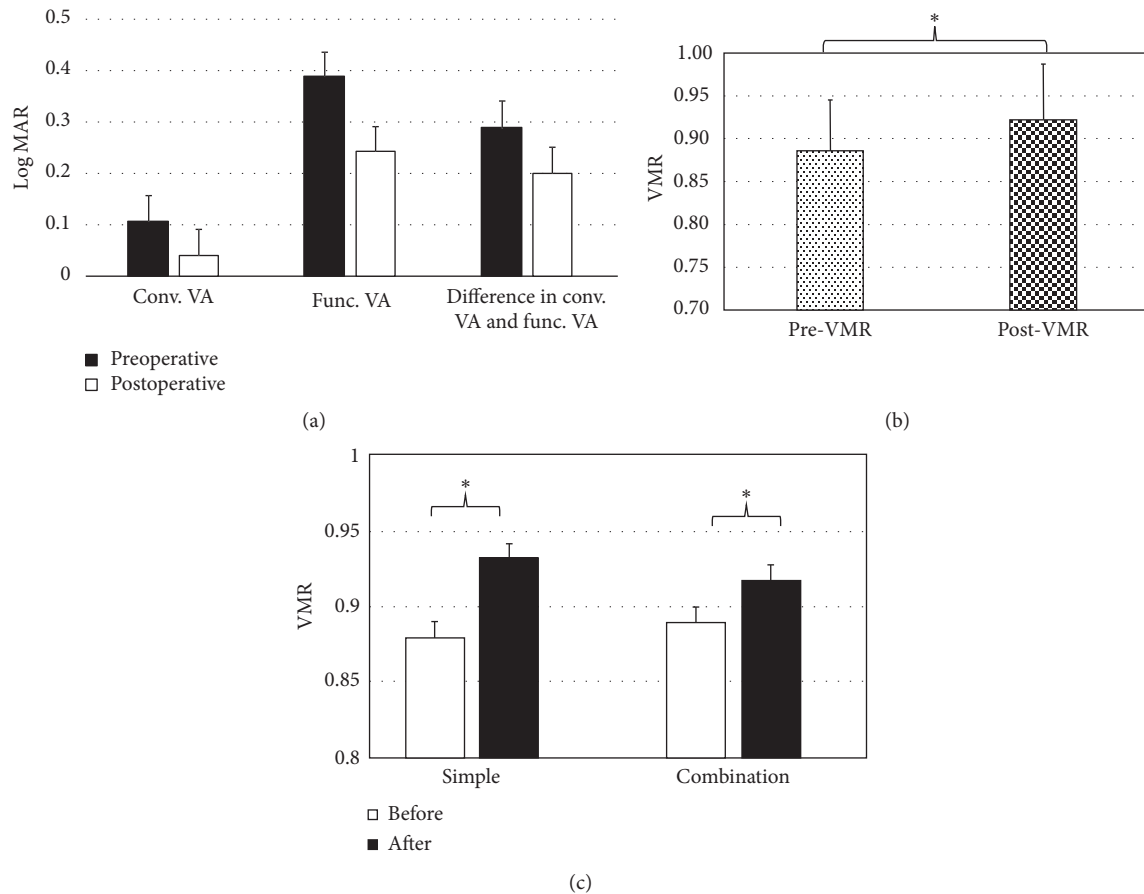 0.5
0.4
0.3
0.2
0.1
0
Log MAR
Conv. VA
Func. VA
Difference in conv.
VA and func. VA
Preoperative
Postoperative
(a)
*
1.00
0.95
0.90
0.85
0.80
0.75
0.70
VMR
Pre-VMR
Post-VMR
(b)
1
0.95
0.9
0.85
0.8
VMR
*
*
Simple
Combination
Before
After
(c)